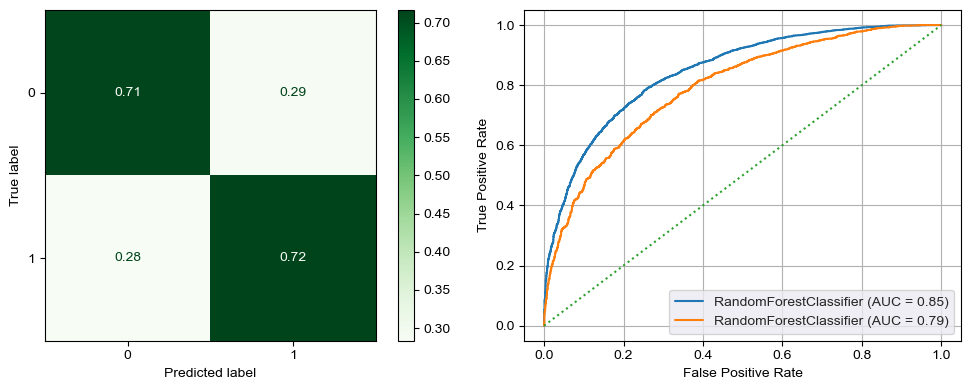 0.71 0.29
0.28 0.72
0
1
True label
0 1
Predicted label
0.70
0.65
0.60
0.55
0.50
0.45
0.40
0.35
0.30
1.0
0.8
0.6
0.4
0.2
0.0
True Positive Rate
RandomForestClassifier (AUC = 0.85)
RandomForestClassifier (AUC = 0.79)
0.0 0.2 0.4 0.6 0.8 1.0
False Positive Rate